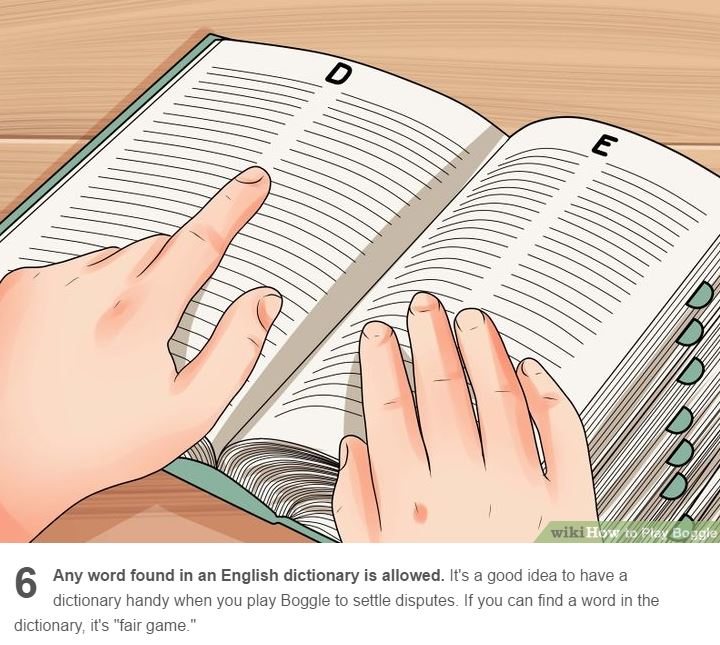 D
E
wikiHow to Play Boggle
6 Any word found in an English dictionary is allowed. It's a good idea to have a
dictionary handy when you play Boggle to settle disputes. If you can find a word in the
dictionary, it's "fair game."